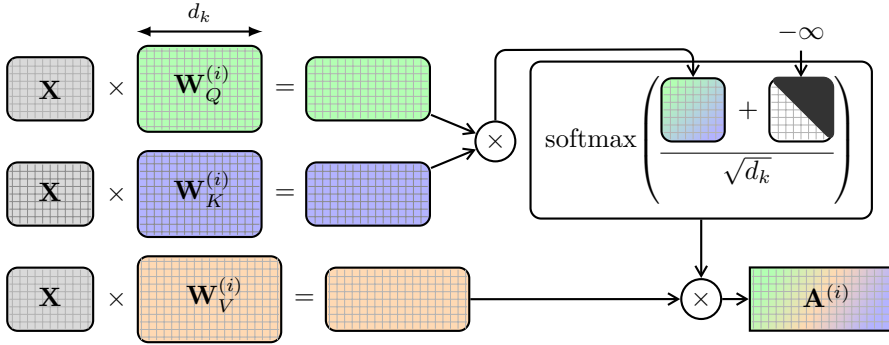 d_k
−∞
X × W_Q^{(i)} =
×
softmax ( + / √d_k )
X × W_K^{(i)} =
X × W_V^{(i)} =
×
A^{(i)}